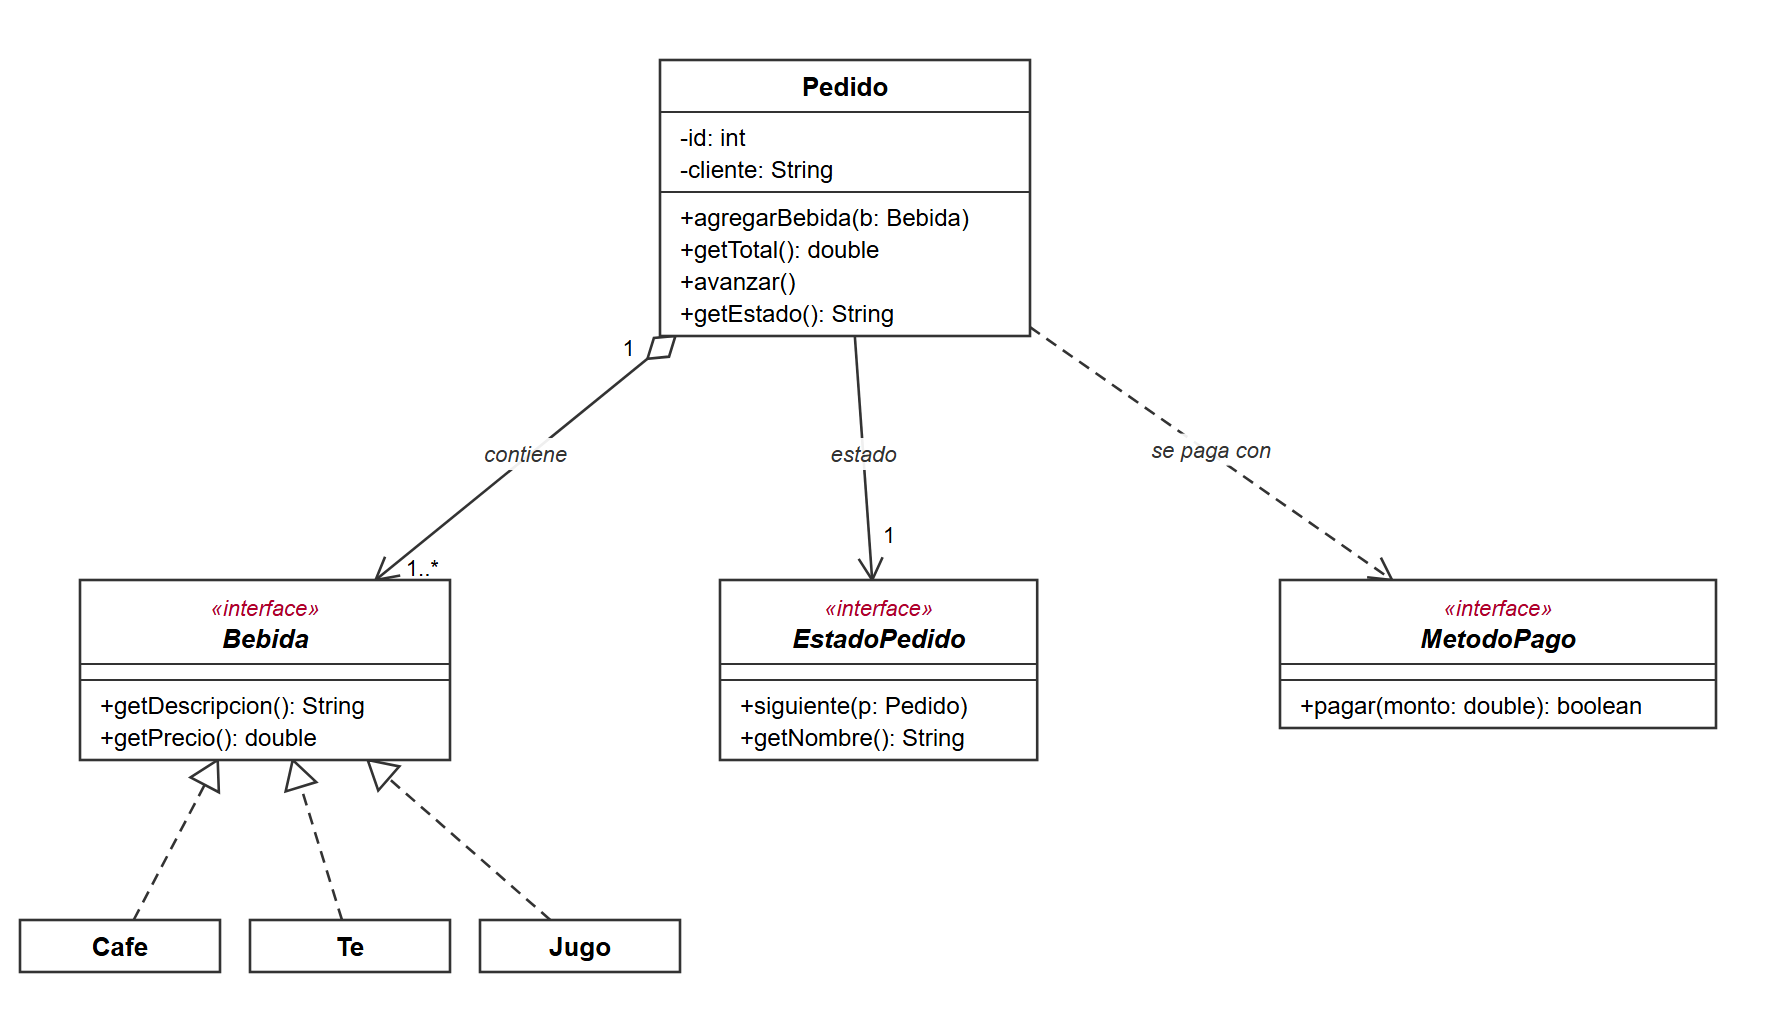 Pedido
-id: int
-cliente: String
+agregarBebida(b: Bebida)
+getTotal(): double
+avanzar()
+getEstado(): String
1
contiene
estado
se paga con
1
1..*
«interface»
Bebida
+getDescripcion(): String
+getPrecio(): double
«interface»
EstadoPedido
+siguiente(p: Pedido)
+getNombre(): String
«interface»
MetodoPago
+pagar(monto: double): boolean
Cafe
Te
Jugo